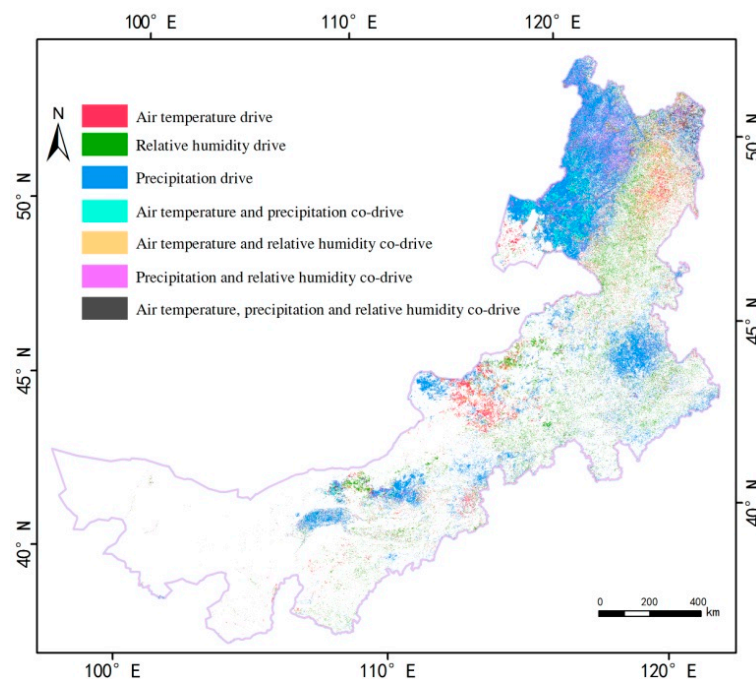 100° E 110° E 120° E
N
Air temperature drive
Relative humidity drive
Precipitation drive
Air temperature and precipitation co-drive
Air temperature and relative humidity co-drive
Precipitation and relative humidity co-drive
Air temperature, precipitation and relative humidity co-drive
50° N
50° N
45° N
45° N
40° N
40° N
0 200 400
km
100° E 110° E 120° E